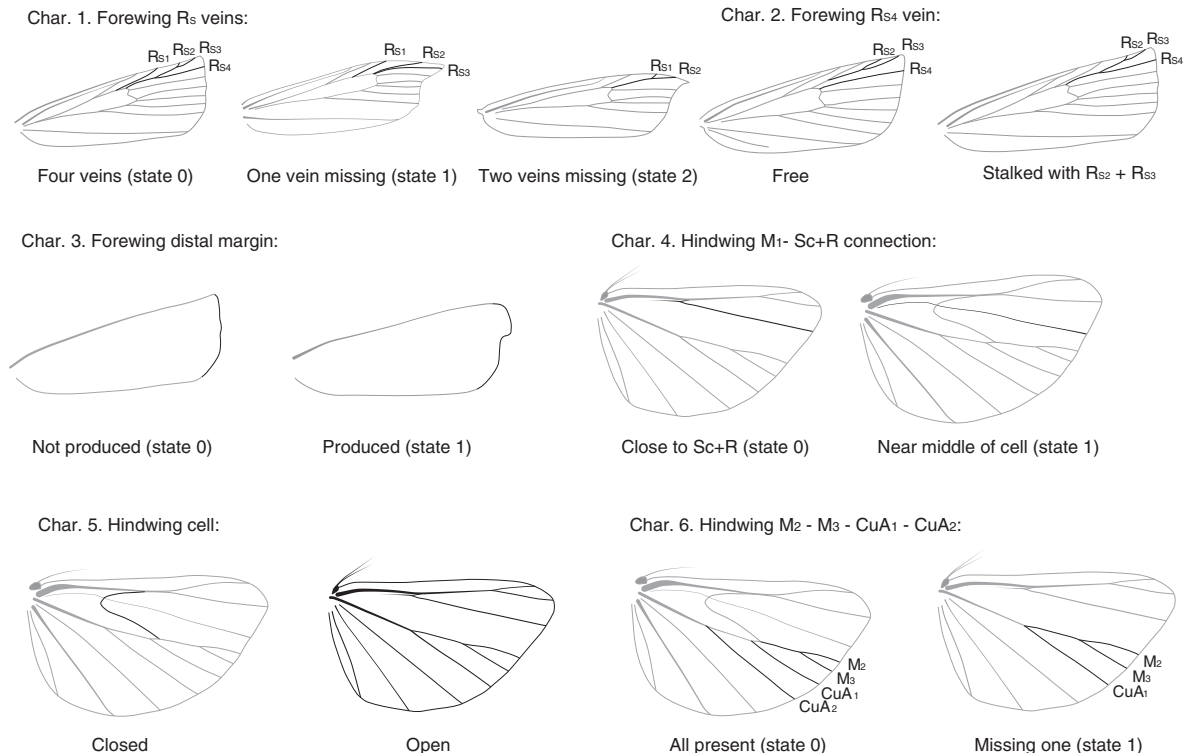 Char. 1. Forewing Rs veins:
Char. 2. Forewing RS4 vein:
RS1 RS2 RS3
RS4
RS1 RS2
RS3
RS1 RS2
RS2 RS3
RS4
RS2 RS3
RS4
Four veins (state 0)
One vein missing (state 1)
Two veins missing (state 2)
Free
Stalked with RS2 + RS3
Char. 3. Forewing distal margin:
Char. 4. Hindwing M1- Sc+R connection:
Not produced (state 0)
Produced (state 1)
Close to Sc+R (state 0)
Near middle of cell (state 1)
Char. 5. Hindwing cell:
Char. 6. Hindwing M2 - M3 - CuA1 - CuA2:
M2
M3
CuA1
CuA2
M2
M3
CuA1
Closed
Open
All present (state 0)
Missing one (state 1)